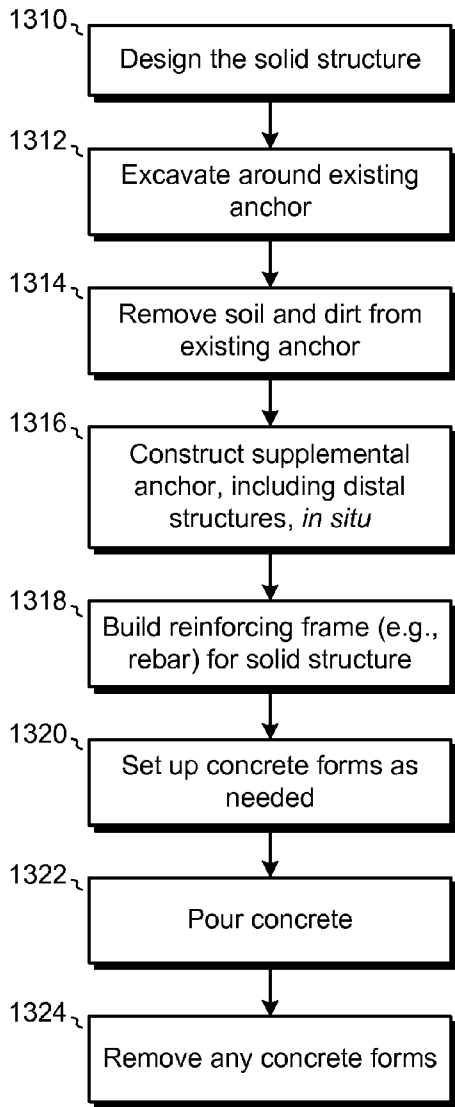 1310
Design the solid structure
1312
Excavate around existing
anchor
1314
Remove soil and dirt from
existing anchor
1316
Construct supplemental
anchor, including distal
structures, in situ
1318
Build reinforcing frame (e.g.,
rebar) for solid structure
1320
Set up concrete forms as
needed
1322
Pour concrete
1324
Remove any concrete forms